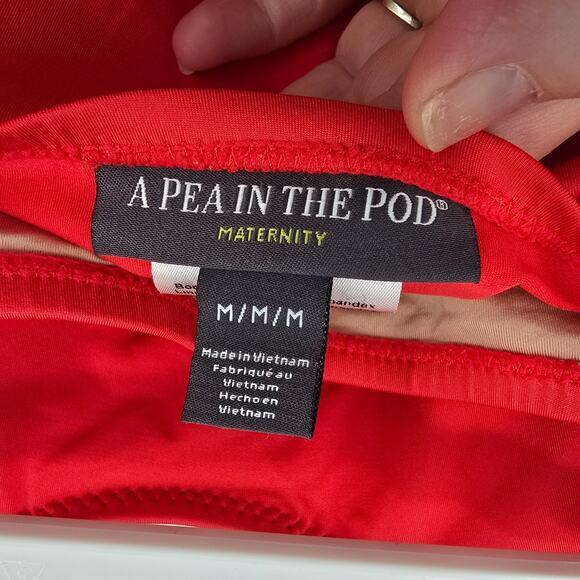 A PEA IN THE POD®
MATERNITY
M/M/M
Made in Vietnam
Fabriqué au
Vietnam
Hecho en
Vietnam